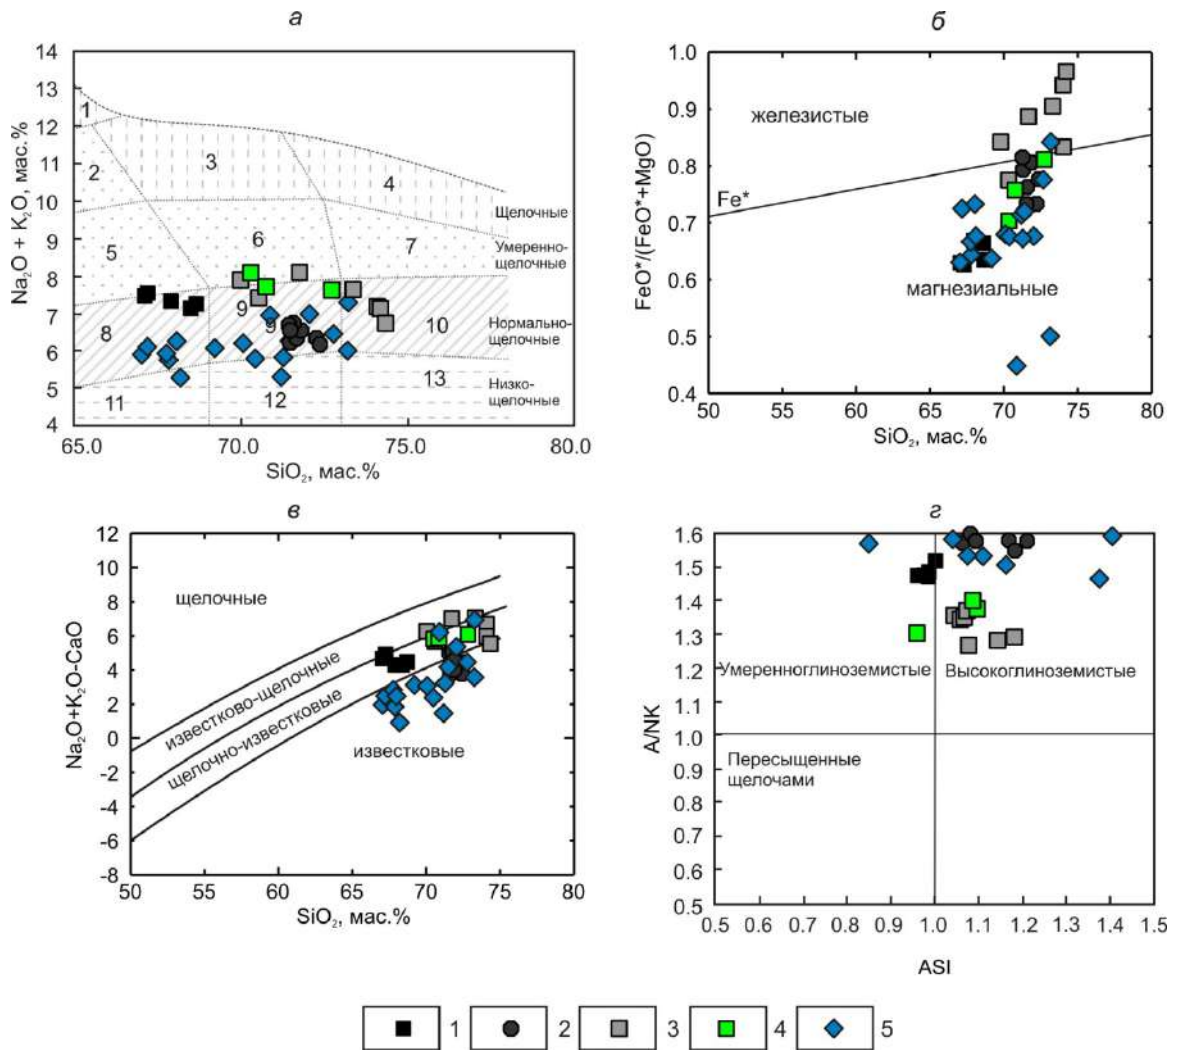 а
14
13
12
11
10
9
8
7
6
5
4
Na₂O + K₂O, мас.%
1
2
3
4
5
6
7
8
9
9
10
11
12
13
Щелочные
Умеренно-
щелочные
Нормально-
щелочные
Низко-
щелочные
65.0 70.0 75.0 80.0
SiO₂, мас.%
б
1.0
0.9
0.8
0.7
0.6
0.5
0.4
FeO*/(FeO*+MgO)
железистые
Fe*
магнезиальные
50 55 60 65 70 75 80
SiO₂, мас.%
в
12
10
8
6
4
2
0
-2
-4
-6
-8
Na₂O+K₂O-CaO
щелочные
известково-щелочные
щелочно-известковые
известковые
50 55 60 65 70 75 80
SiO₂, мас.%
г
1.6
1.5
1.4
1.3
1.2
1.1
1.0
0.9
0.8
0.7
0.6
0.5
A/NK
Умеренноглиноземистые
Высокоглиноземистые
Пересыщенные
щелочами
0.5 0.6 0.7 0.8 0.9 1.0 1.1 1.2 1.3 1.4 1.5
ASI
1 2 3 4 5